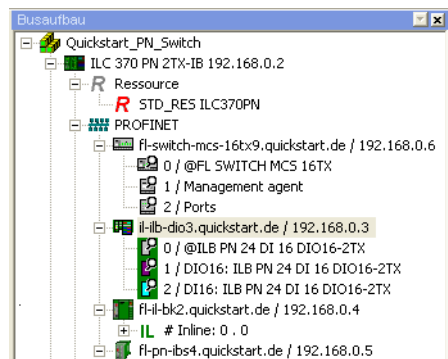 Busaufbau
Quickstart_PN_Switch
ILC 370 PN 2TX-IB 192.168.0.2
R Ressource
R STD_RES ILC370PN
PROFINET
fl-switch-mcs-16tx9.quickstart.de / 192.168.0.6
0 / @FL SWITCH MCS 16TX
1 / Management agent
2 / Ports
il-ilb-dio3.quickstart.de / 192.168.0.3
0 / @ILB PN 24 DI 16 DIO16-2TX
1 / DIO16: ILB PN 24 DI 16 DIO16-2TX
2 / DI16: ILB PN 24 DI 16 DIO16-2TX
fl-il-bk2.quickstart.de / 192.168.0.4
IL # Inline: 0 . 0
fl-pn-ibs4.quickstart.de / 192.168.0.5